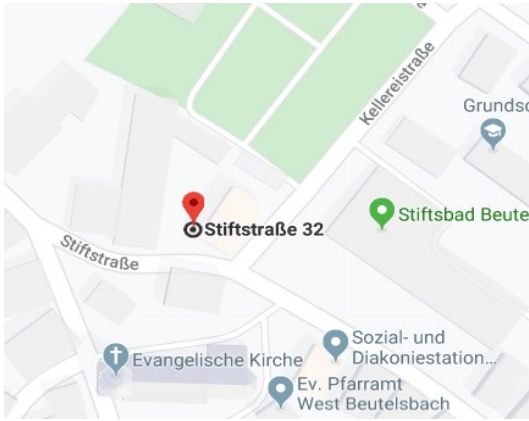 Kellereistraße
Grundsc
Stiftsbad Beute
Stiftstraße 32
Stiftstraße
Evangelische Kirche
Sozial- und
Diakoniestation...
Ev. Pfarramt
West Beutelsbach